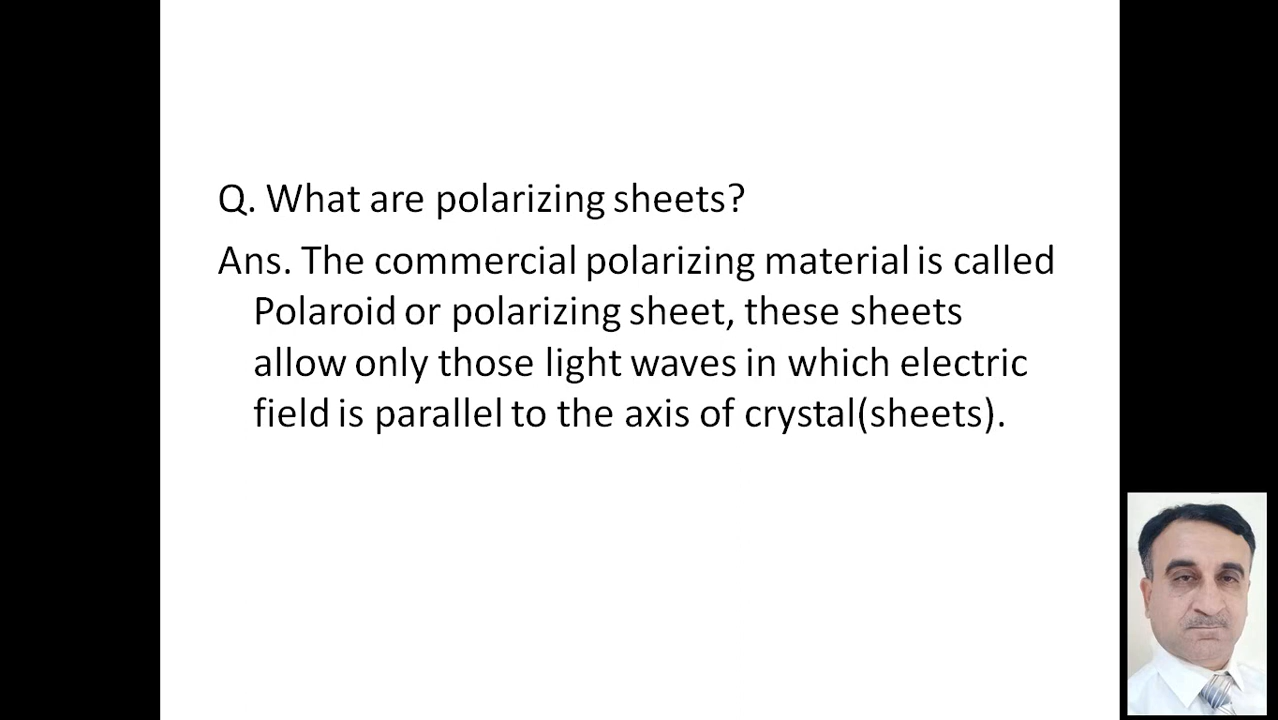 Q. What are polarizing sheets?
Ans. The commercial polarizing material is called
Polaroid or polarizing sheet, these sheets
allow only those light waves in which electric
field is parallel to the axis of crystal(sheets).